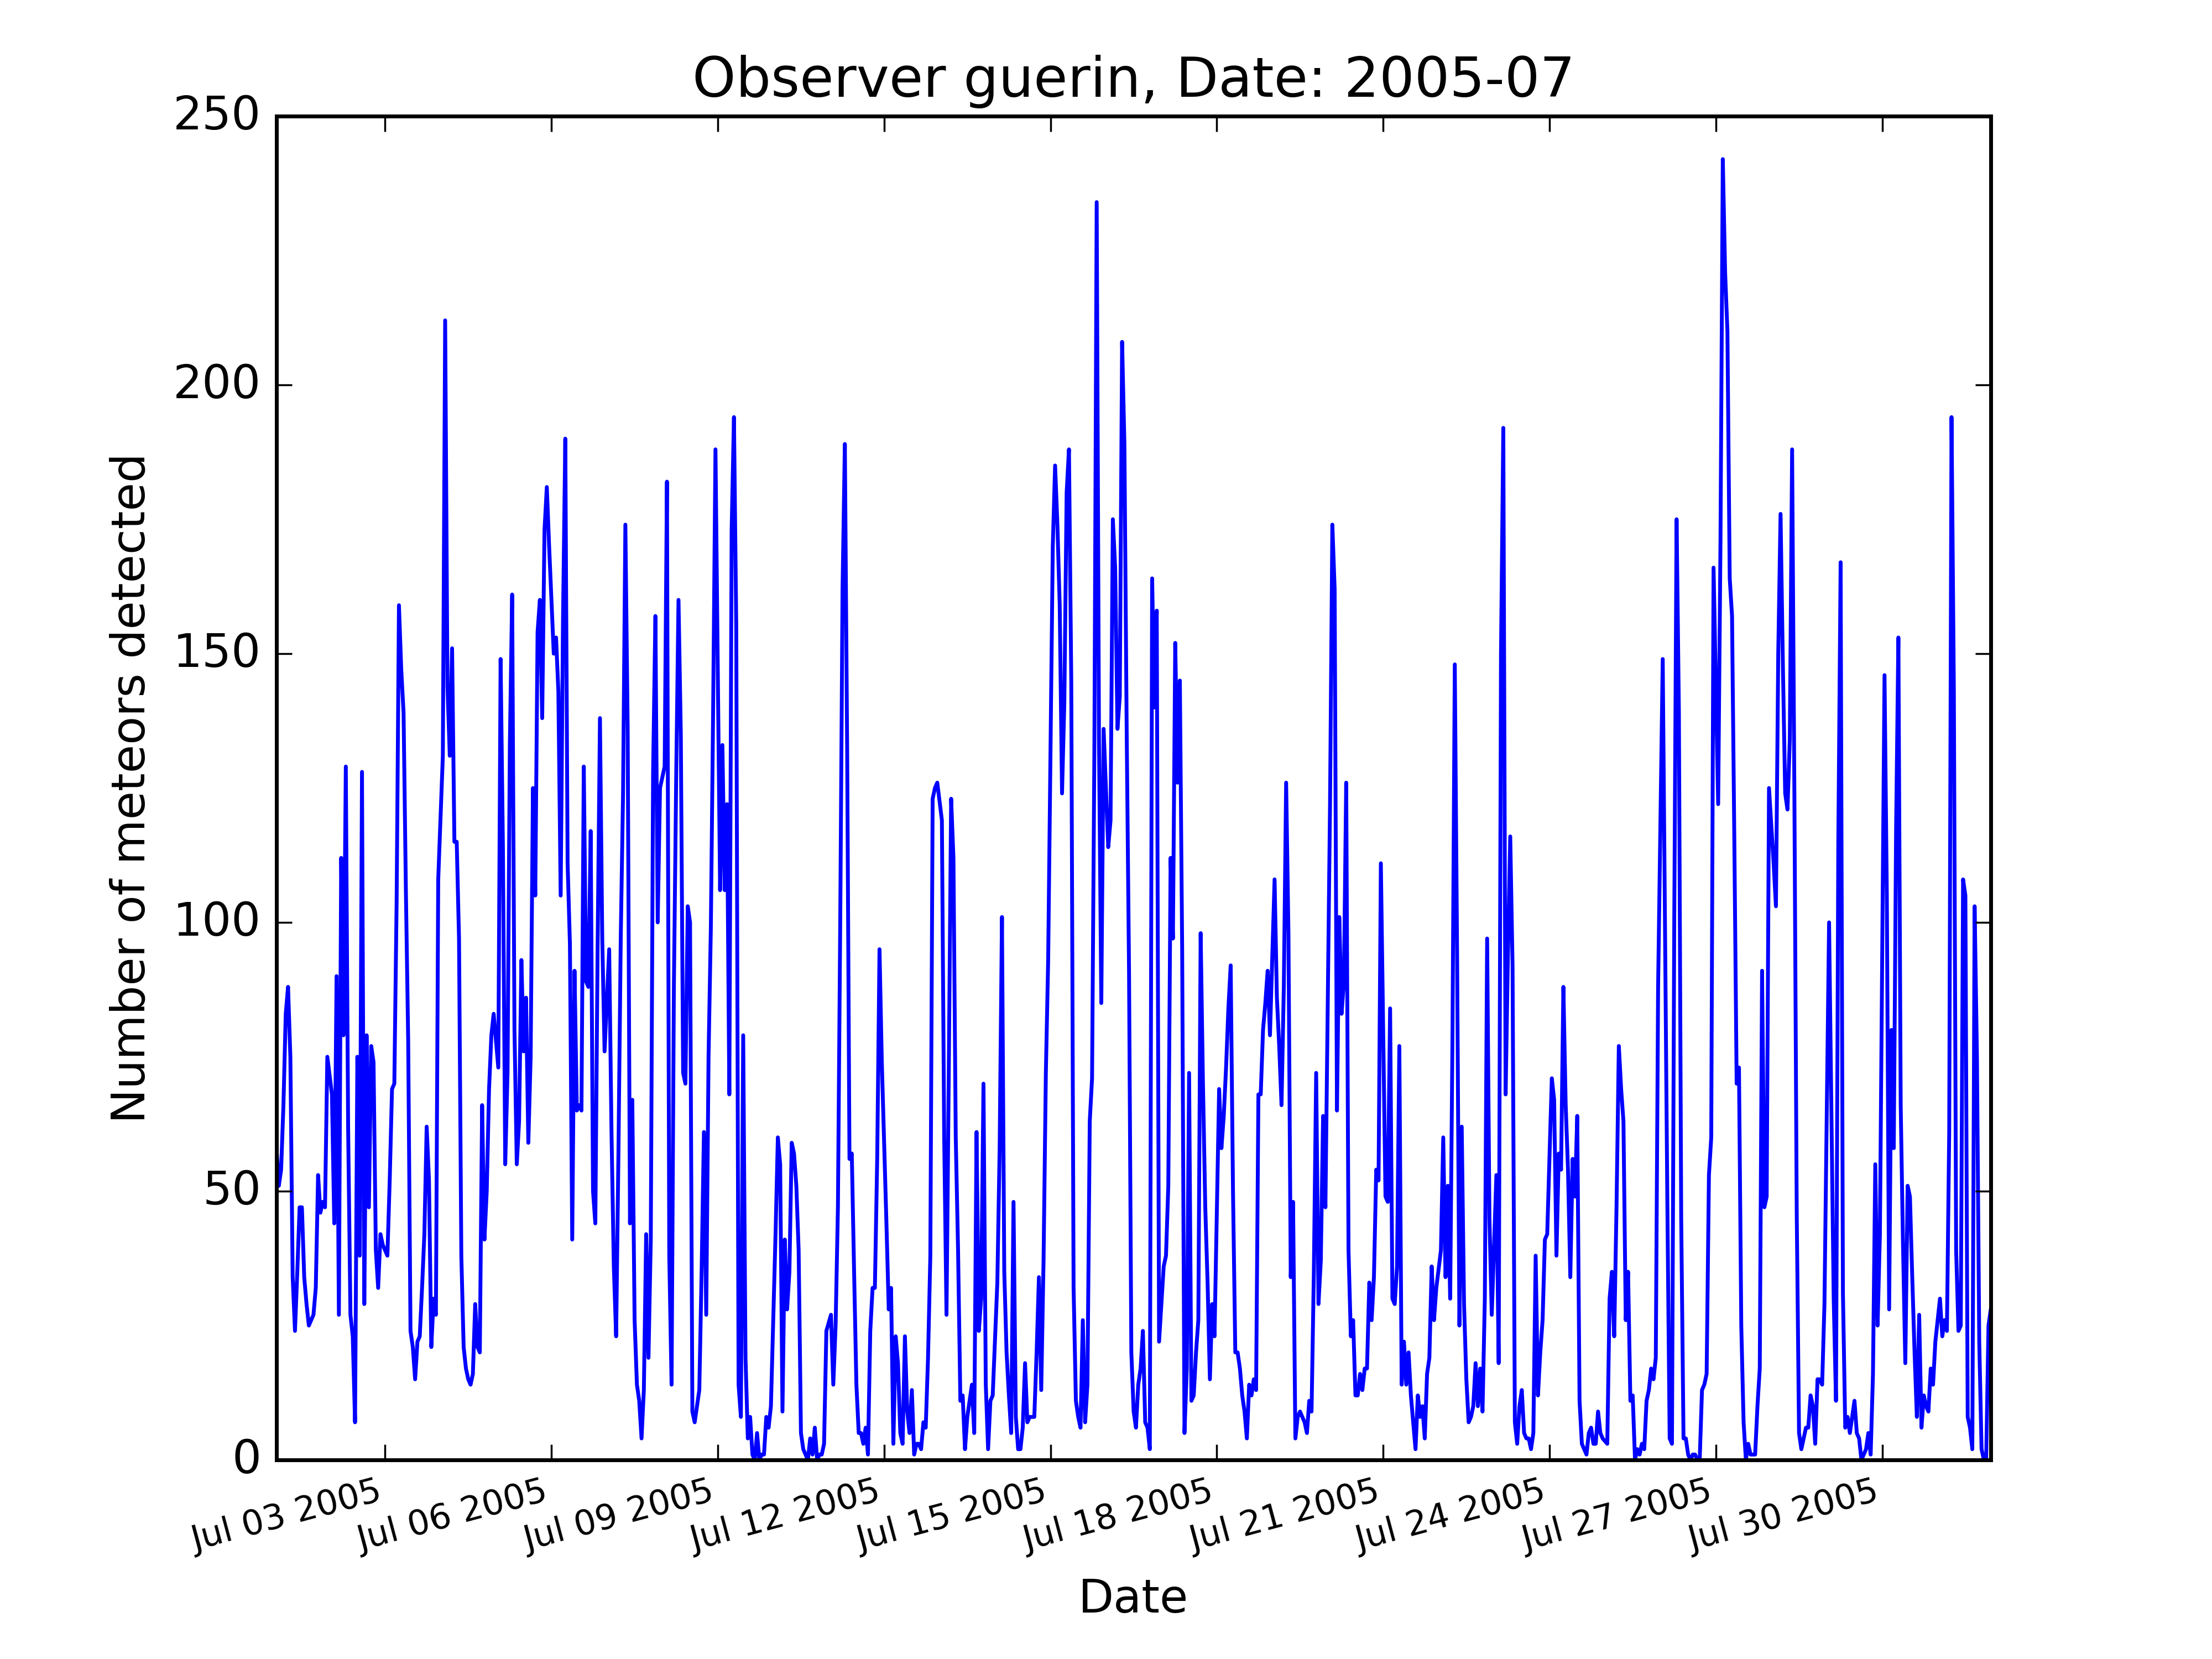 Observer guerin, Date: 2005-07
Number of meteors detected
250
200
150
100
50
0
Jul 03 2005
Jul 06 2005
Jul 09 2005
Jul 12 2005
Jul 15 2005
Jul 18 2005
Jul 21 2005
Jul 24 2005
Jul 27 2005
Jul 30 2005
Date